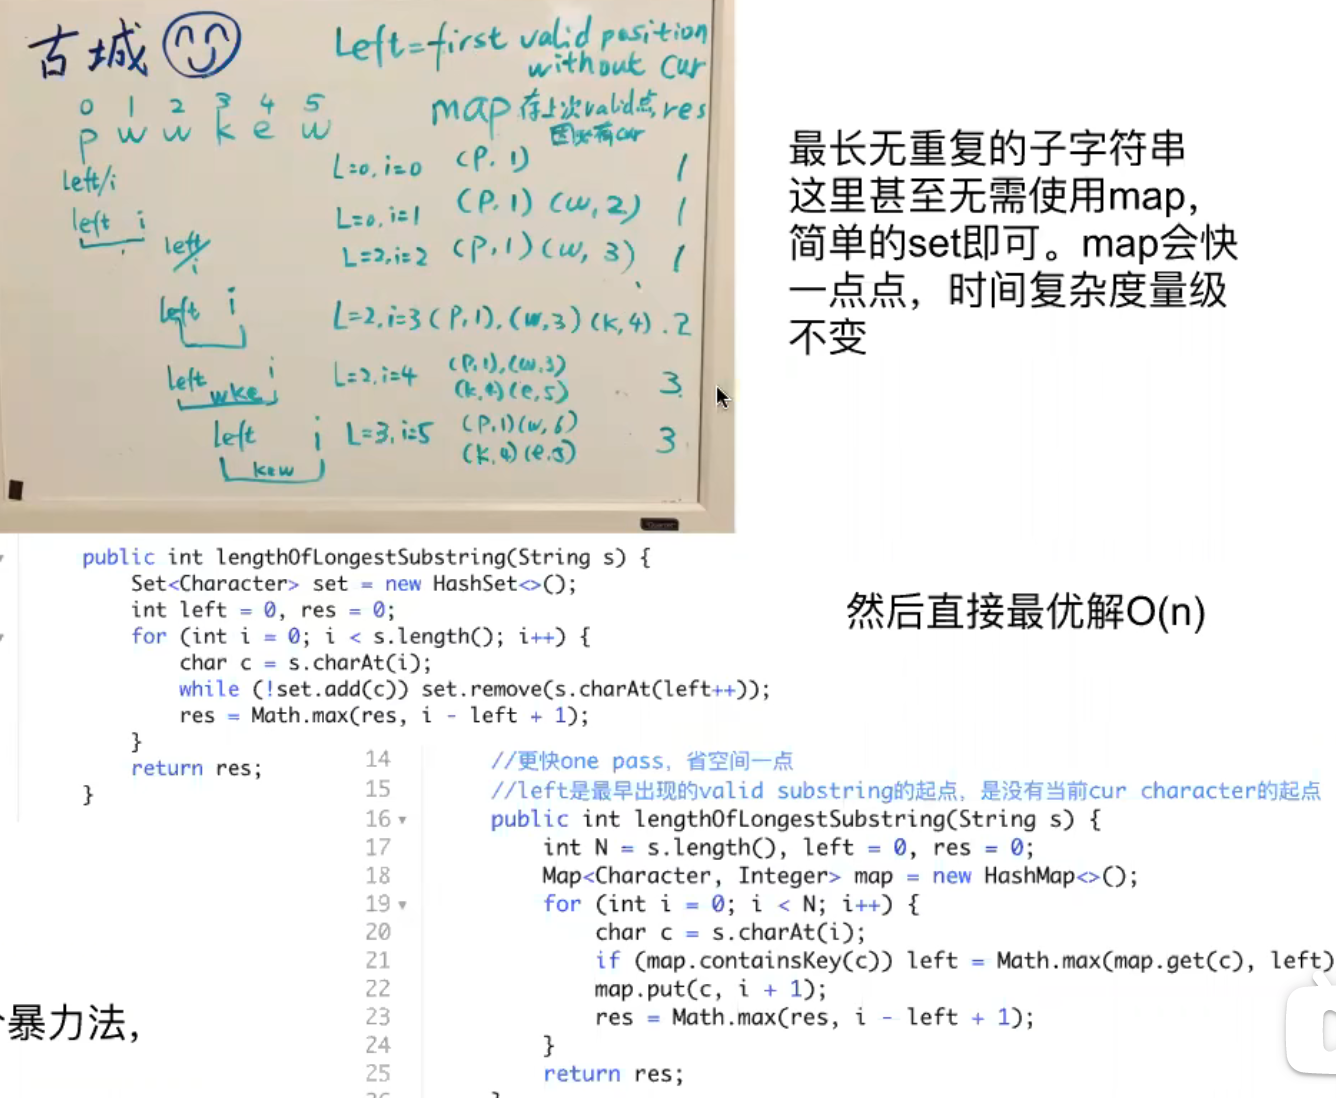 古城
Left=first valid position
without cur
0 1 2 3 4 5
p w w k e w
map 存上次valid点, res
left/i
L=0, i=0 (P, 1) 1
left i
L=0, i=1 (P, 1) (w, 2) 1
left/i
L=2, i=2 (P, 1) (w, 3) 1
left i
L=2, i=3 (P, 1), (w, 3) (k, 4) 2
left i
wke
L=2, i=4 (P, 1), (w, 3)
(k, 4) (e, 5) 3
left i
kew
L=3, i=5 (P, 1) (w, 6)
(k, 4) (e, 5) 3
最长无重复的子字符串
这里甚至无需使用map，
简单的set即可。map会快
一点点，时间复杂度量级
不变
public int lengthOfLongestSubstring(String s) {
Set<Character> set = new HashSet<>();
int left = 0, res = 0;
for (int i = 0; i < s.length(); i++) {
char c = s.charAt(i);
while (!set.add(c)) set.remove(s.charAt(left++));
res = Math.max(res, i - left + 1);
}
return res;
}
然后直接最优解O(n)
14 //更快one pass，省空间一点
15 //left是最早出现的valid substring的起点，是没有当前cur character的起点
16 public int lengthOfLongestSubstring(String s) {
17 int N = s.length(), left = 0, res = 0;
18 Map<Character, Integer> map = new HashMap<>();
19 for (int i = 0; i < N; i++) {
20 char c = s.charAt(i);
21 if (map.containsKey(c)) left = Math.max(map.get(c), left)
22 map.put(c, i + 1);
23 res = Math.max(res, i - left + 1);
24 }
25 return res;
暴力法，